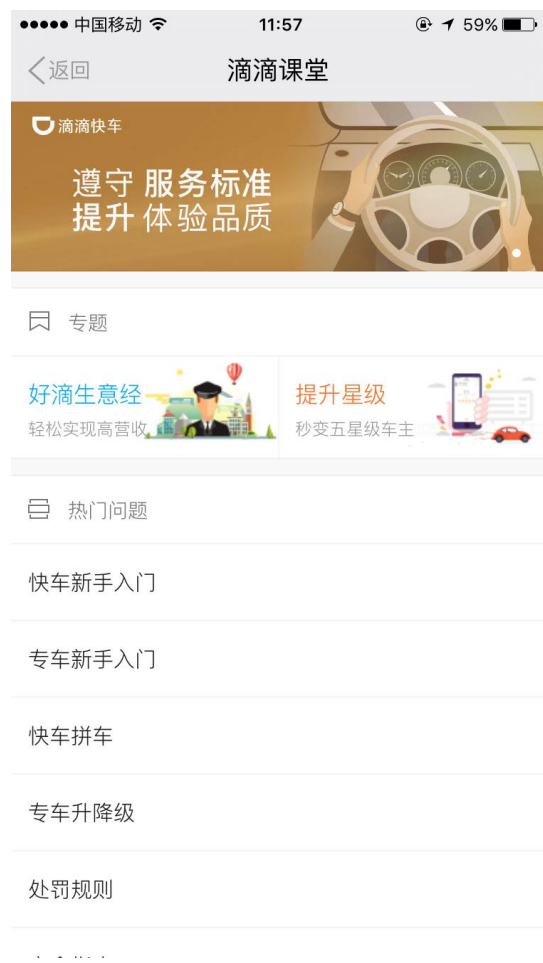 中国移动 11:57 59%
返回 滴滴课堂
滴滴快车
遵守 服务标准
提升 体验品质
专题
好滴生意经
轻松实现高营收
提升星级
秒变五星级车主
热门问题
快车新手入门
专车新手入门
快车拼车
专车升降级
处罚规则